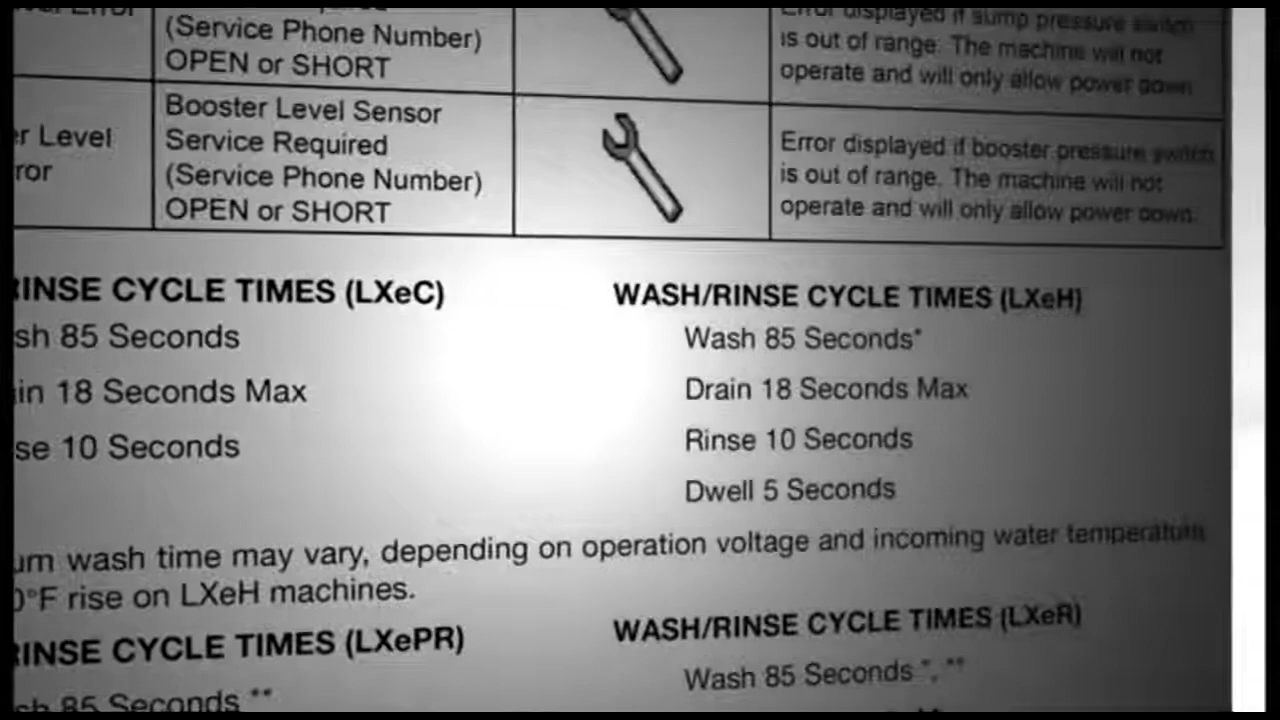 (Service Phone Number)
OPEN or SHORT
Error displayed if sump pressure switch
is out of range. The machine will not
operate and will only allow power down.
r Level
ror
Booster Level Sensor
Service Required
(Service Phone Number)
OPEN or SHORT
Error displayed if booster pressure switch
is out of range. The machine will not
operate and will only allow power down.
RINSE CYCLE TIMES (LXeC)
sh 85 Seconds
in 18 Seconds Max
se 10 Seconds
WASH/RINSE CYCLE TIMES (LXeH)
Wash 85 Seconds*
Drain 18 Seconds Max
Rinse 10 Seconds
Dwell 5 Seconds
um wash time may vary, depending on operation voltage and incoming water temperature
0°F rise on LXeH machines.
RINSE CYCLE TIMES (LXePR)
sh 85 Seconds **
WASH/RINSE CYCLE TIMES (LXeR)
Wash 85 Seconds *, **